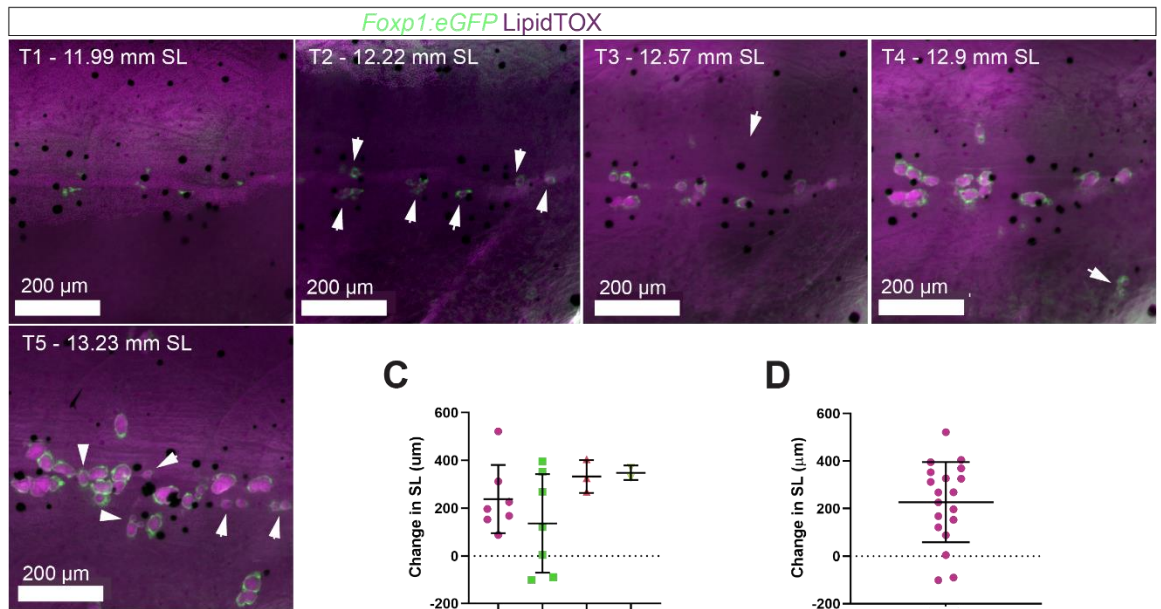 Foxp1:eGFP LipidTOX
T1 - 11.99 mm SL
T2 - 12.22 mm SL
T3 - 12.57 mm SL
T4 - 12.9 mm SL
200 µm
200 µm
200 µm
200 µm
T5 - 13.23 mm SL
200 µm
C
Change in SL (um)
600
400
200
0
-200
D
Change in SL (µm)
600
400
200
0
-200